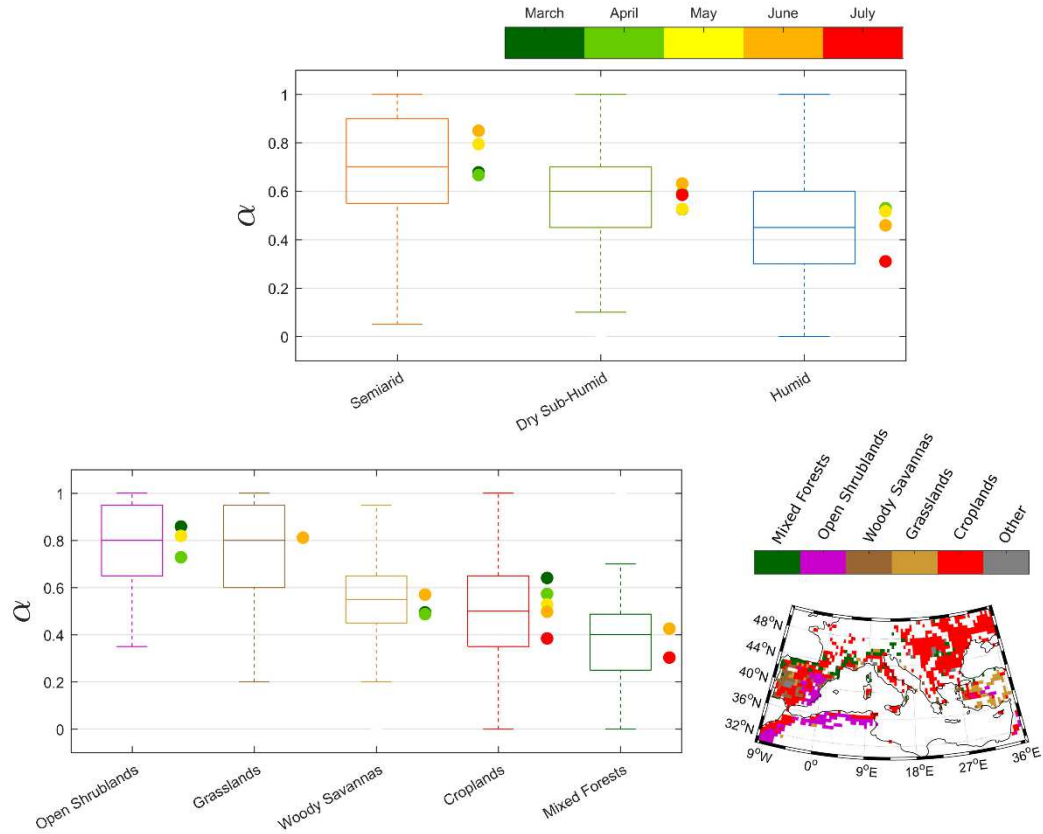 March April May June July
1
0.8
0.6
0.4
0.2
0
α
Semiarid
Dry Sub-Humid
Humid
1
0.8
0.6
0.4
0.2
0
α
Open Shrublands
Grasslands
Woody Savannas
Croplands
Mixed Forests
Mixed Forests
Open Shrublands
Woody Savannas
Grasslands
Croplands
Other
48°N
44°N
40°N
36°N
32°N
9°W 0° 9°E 18°E 27°E 36°E